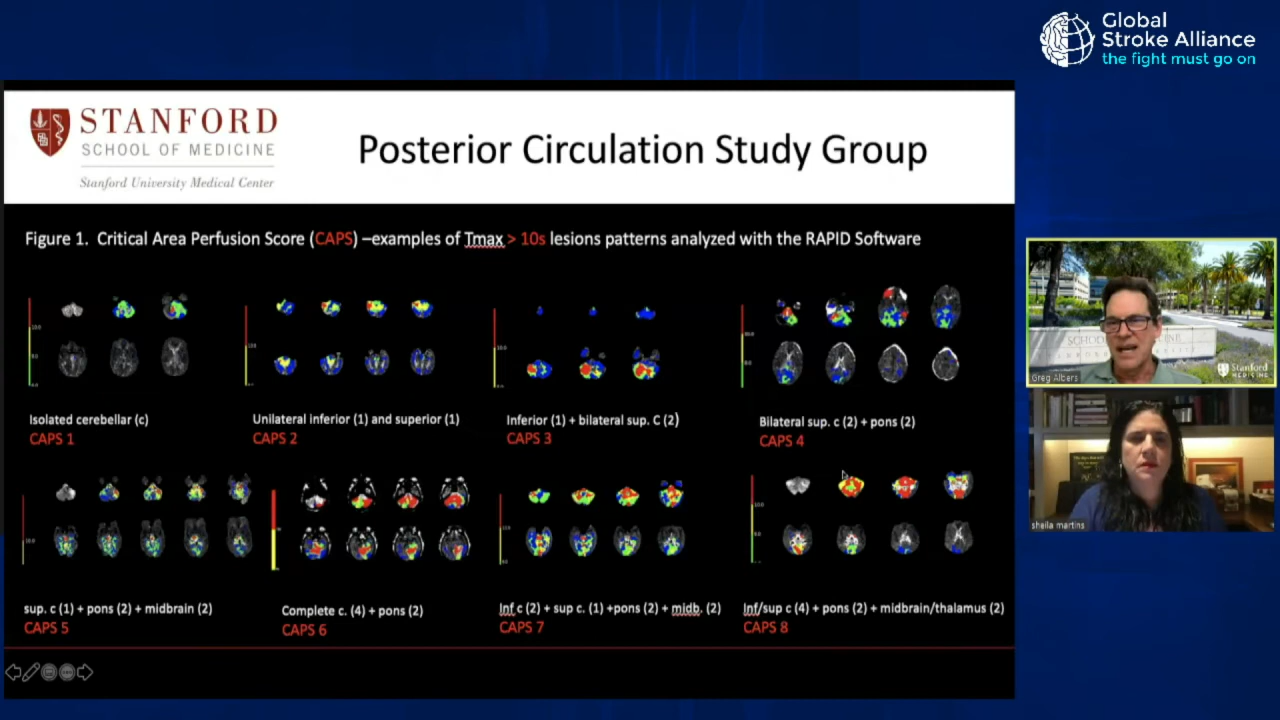 Global
Stroke Alliance
the fight must go on
STANFORD
SCHOOL OF MEDICINE
Stanford University Medical Center
Posterior Circulation Study Group
Figure 1. Critical Area Perfusion Score (CAPS) –examples of Tmax > 10s lesions patterns analyzed with the RAPID Software
Isolated cerebellar (c)
CAPS 1
Unilateral inferior (1) and superior (1)
CAPS 2
Inferior (1) + bilateral sup. C (2)
CAPS 3
Bilateral sup. c (2) + pons (2)
CAPS 4
sup. c (1) + pons (2) + midbrain (2)
CAPS 5
Complete c. (4) + pons (2)
CAPS 6
Inf c (2) + sup c. (1) +pons (2) + midb. (2)
CAPS 7
Inf/sup c (4) + pons (2) + midbrain/thalamus (2)
CAPS 8
Greg Albers
Stanford
MEDICINE
sheila martins